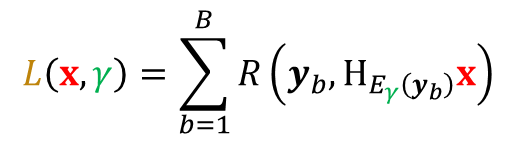 L(𝐱, γ) = ∑_{b=1}^{B} R(𝒚_b, H_{E_γ(𝒚_b)}𝐱)